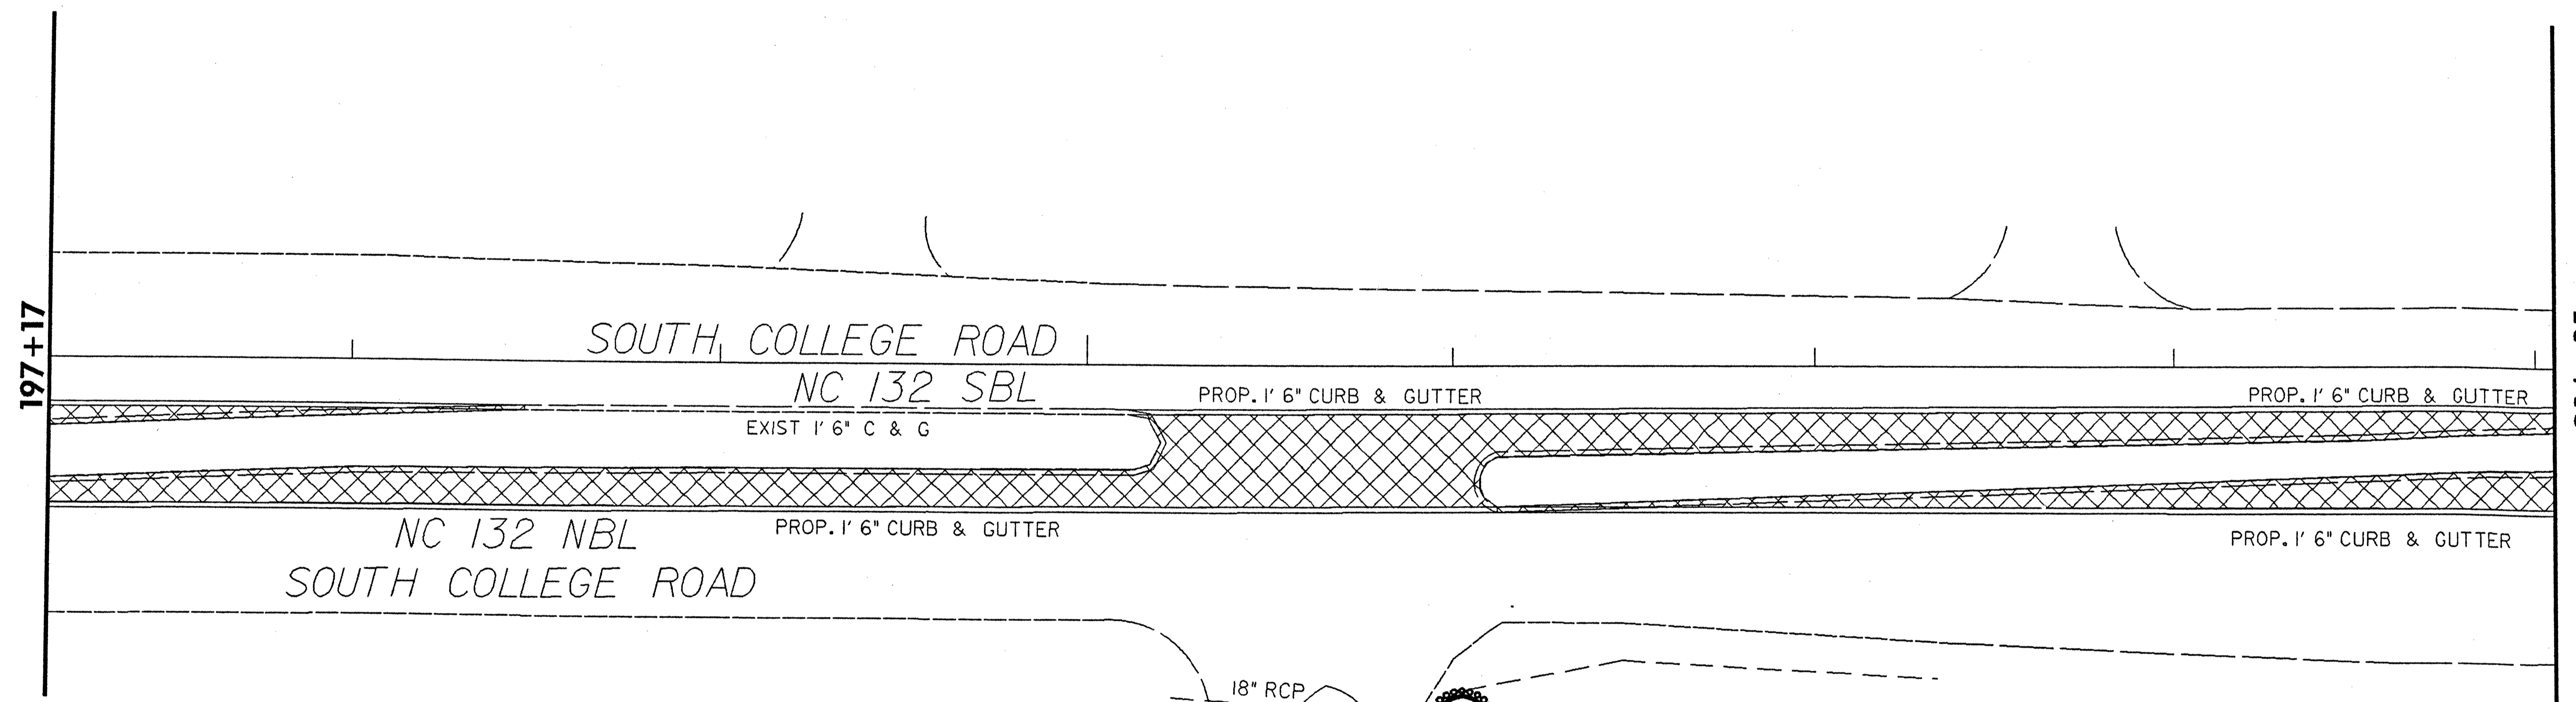 197+17
SOUTH COLLEGE ROAD
NC 132 SBL
PROP. 1' 6" CURB & GUTTER
PROP. 1' 6" CURB & GUTTER
EXIST 1' 6" C & G
NC 132 NBL
PROP. 1' 6" CURB & GUTTER
PROP. 1' 6" CURB & GUTTER
SOUTH COLLEGE ROAD
18" RCP